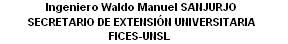 Ingeniero Waldo Manuel SANJURJO
SECRETARIO DE EXTENSIÓN UNIVERSITARIA
FICES-UNSL